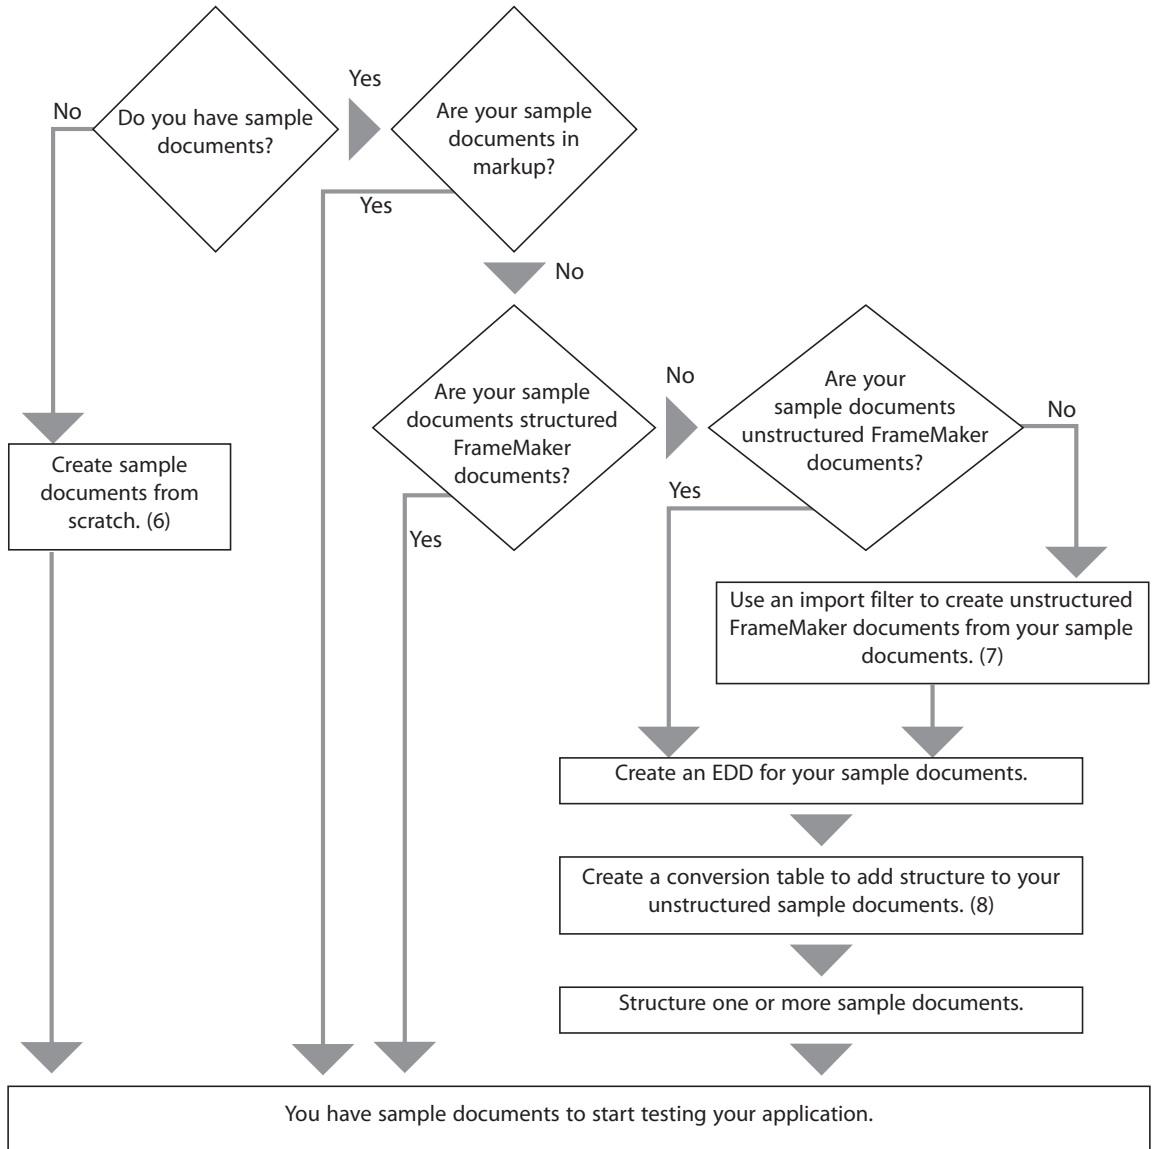 Do you have sample
documents?
Yes
No
Are your sample
documents in
markup?
Yes
No
Are your sample
documents structured
FrameMaker
documents?
No
Yes
Are your
sample documents
unstructured FrameMaker
documents?
No
Yes
Create sample
documents from
scratch. (6)
Use an import filter to create unstructured
FrameMaker documents from your sample
documents. (7)
Create an EDD for your sample documents.
Create a conversion table to add structure to your
unstructured sample documents. (8)
Structure one or more sample documents.
You have sample documents to start testing your application.